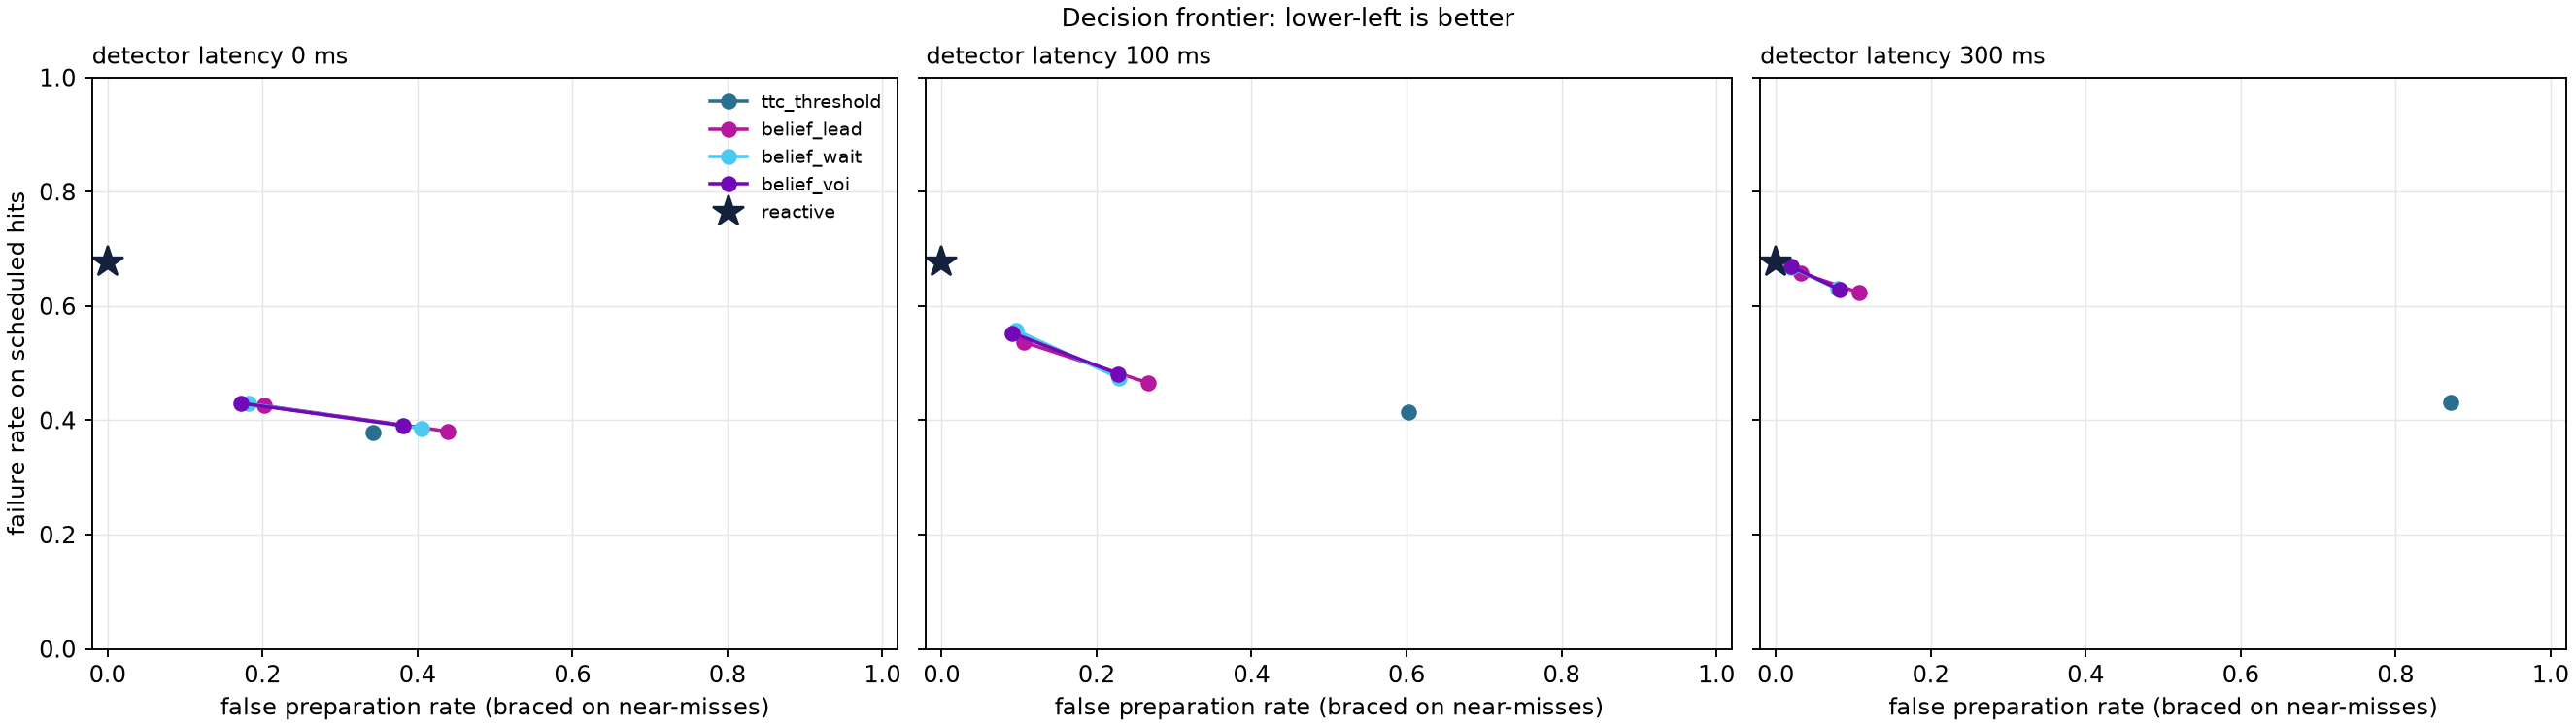 Decision frontier: lower-left is better
detector latency 0 ms
detector latency 100 ms
detector latency 300 ms
failure rate on scheduled hits
1.0
0.8
0.6
0.4
0.2
0.0
ttc_threshold
belief_lead
belief_wait
belief_voi
reactive
0.0 0.2 0.4 0.6 0.8 1.0
0.0 0.2 0.4 0.6 0.8 1.0
0.0 0.2 0.4 0.6 0.8 1.0
false preparation rate (braced on near-misses)
false preparation rate (braced on near-misses)
false preparation rate (braced on near-misses)